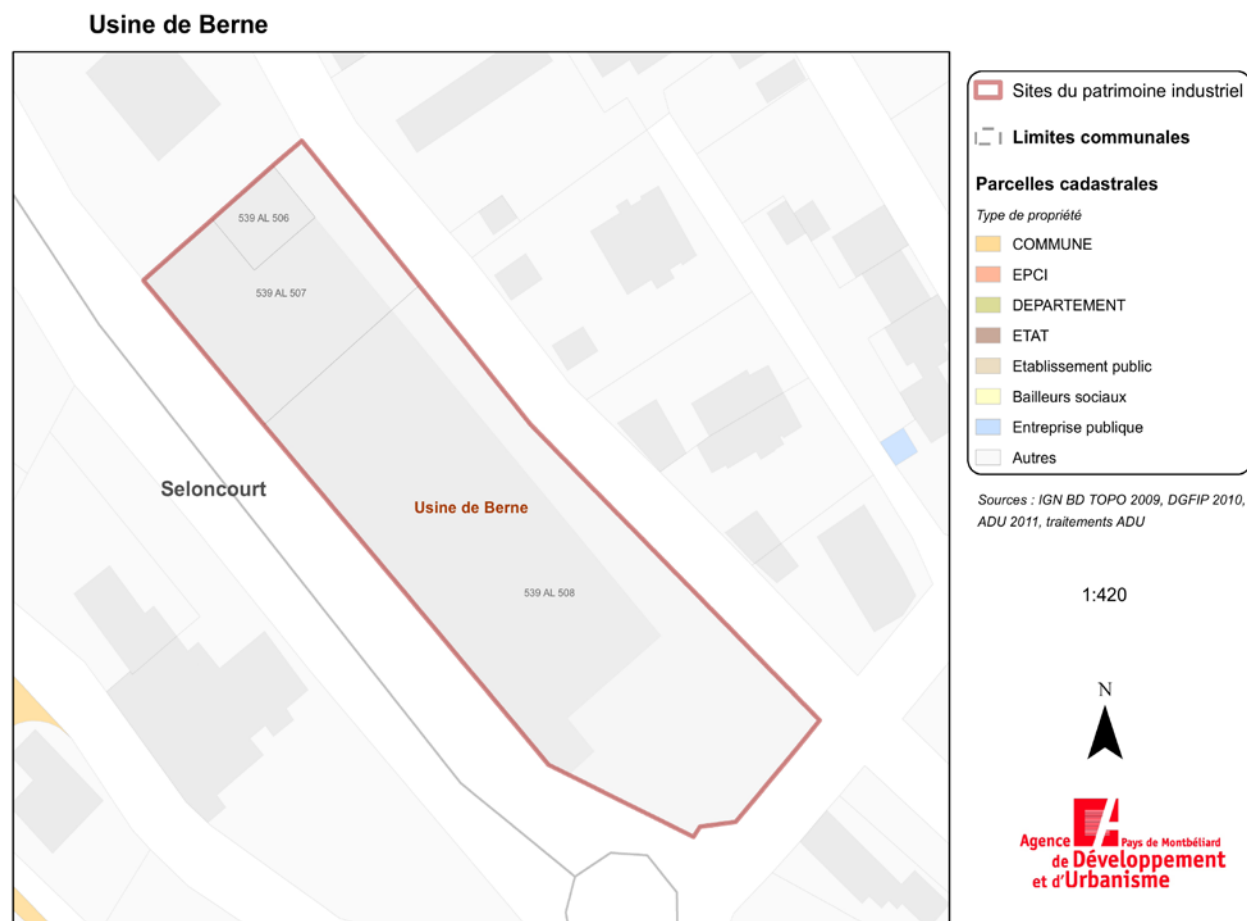 Usine de Berne
539 AL 506
539 AL 507
Seloncourt
Usine de Berne
539 AL 508
Sites du patrimoine industriel
Limites communales
Parcelles cadastrales
Type de propriété
COMMUNE
EPCI
DEPARTEMENT
ETAT
Etablissement public
Bailleurs sociaux
Entreprise publique
Autres
Sources : IGN BD TOPO 2009, DGFIP 2010,
ADU 2011, traitements ADU
1:420
N
Agence Pays de Montbéliard
de Développement
et d'Urbanisme